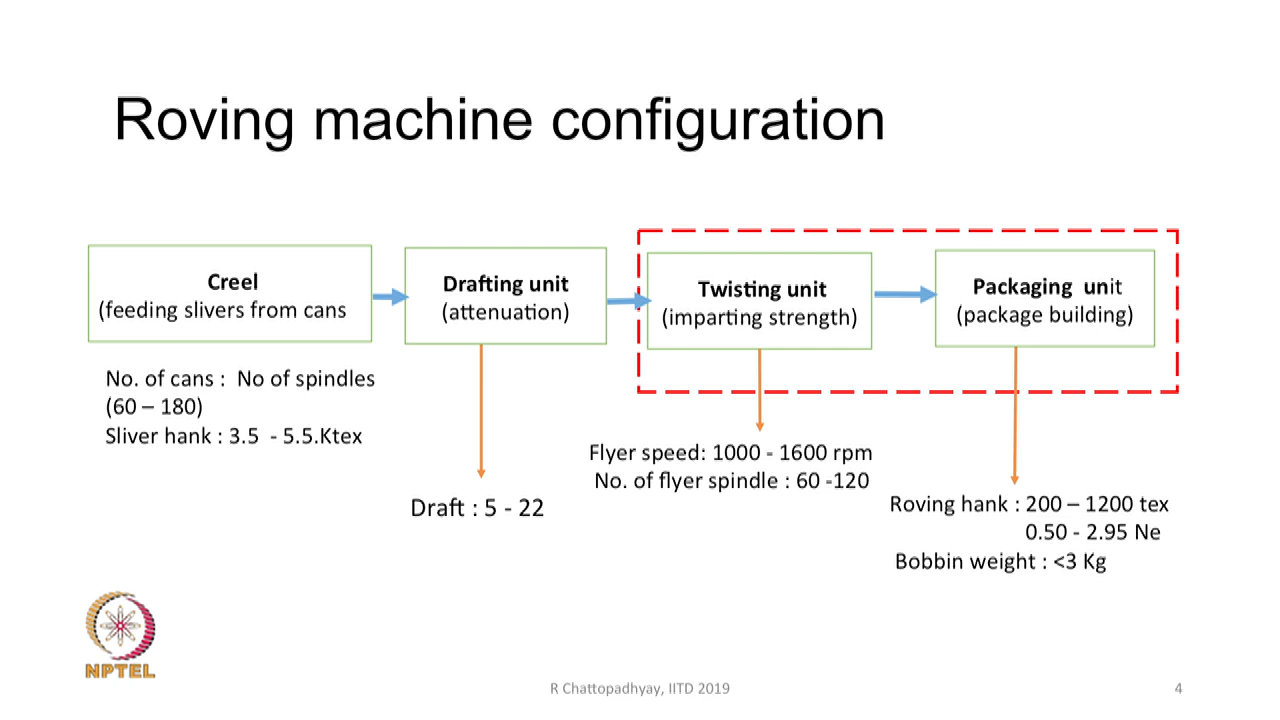 Roving machine configuration
Creel
(feeding slivers from cans
Drafting unit
(attenuation)
Twisting unit
(imparting strength)
Packaging unit
(package building)
No. of cans : No of spindles
(60 – 180)
Sliver hank : 3.5 - 5.5.Ktex
Draft : 5 - 22
Flyer speed: 1000 - 1600 rpm
No. of flyer spindle : 60 -120
Roving hank : 200 – 1200 tex
0.50 - 2.95 Ne
Bobbin weight : <3 Kg
NPTEL
R Chattopadhyay, IITD 2019
4